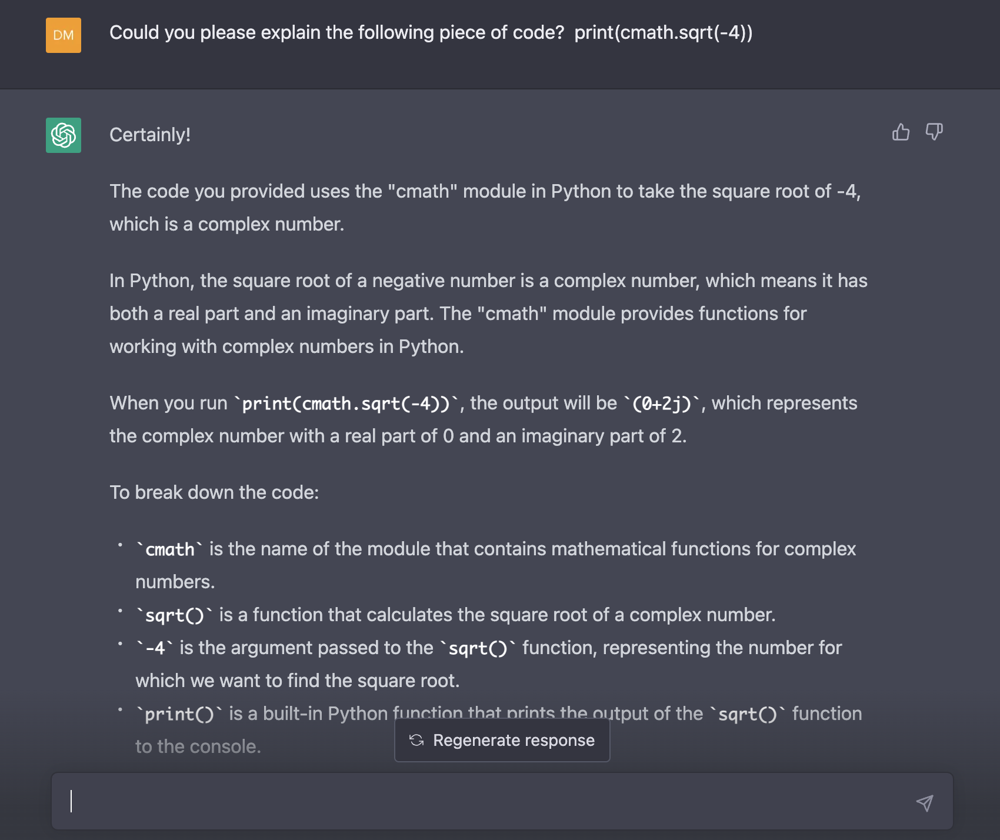 DM
Could you please explain the following piece of code?  print(cmath.sqrt(-4))
Certainly!
The code you provided uses the "cmath" module in Python to take the square root of -4,
which is a complex number.
In Python, the square root of a negative number is a complex number, which means it has
both a real part and an imaginary part. The "cmath" module provides functions for
working with complex numbers in Python.
When you run `print(cmath.sqrt(-4))`, the output will be `(0+2j)`, which represents
the complex number with a real part of 0 and an imaginary part of 2.
To break down the code:
• `cmath` is the name of the module that contains mathematical functions for complex
numbers.
• `sqrt()` is a function that calculates the square root of a complex number.
• `-4` is the argument passed to the `sqrt()` function, representing the number for
which we want to find the square root.
• `print()` is a built-in Python function that prints the output of the `sqrt()` function
to the console.
Regenerate response